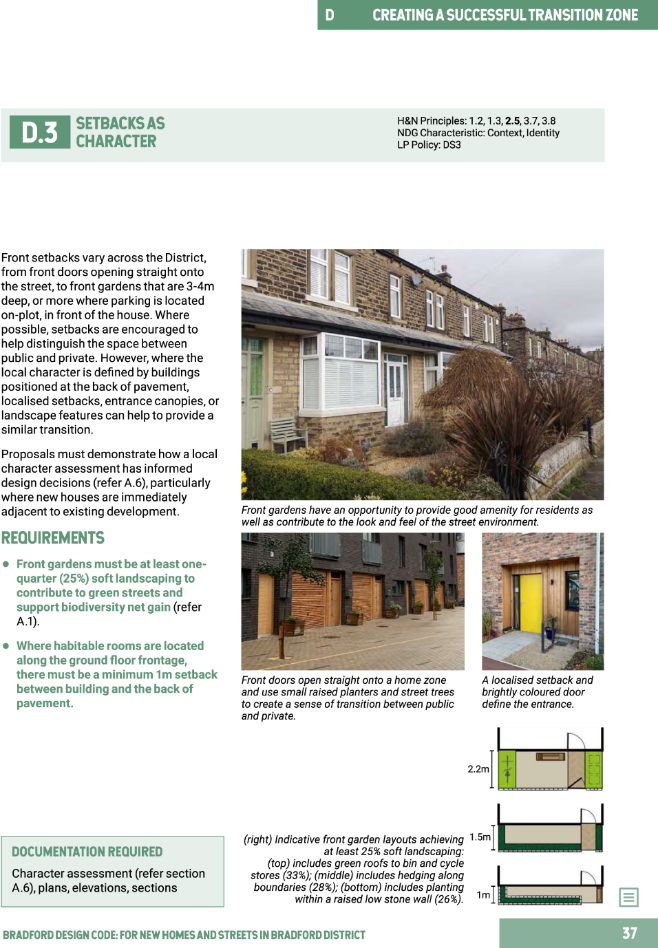 D CREATING A SUCCESSFUL TRANSITION ZONE
D.3
SETBACKS AS
CHARACTER
H&N Principles: 1.2, 1.3, 2.5, 3.7, 3.8
NDG Characteristic: Context, Identity
LP Policy: DS3
Front setbacks vary across the District,
from front doors opening straight onto
the street, to front gardens that are 3-4m
deep, or more where parking is located
on-plot, in front of the house. Where
possible, setbacks are encouraged to
help distinguish the space between
public and private. However, where the
local character is defined by buildings
positioned at the back of pavement,
localised setbacks, entrance canopies, or
landscape features can help to provide a
similar transition.
Proposals must demonstrate how a local
character assessment has informed
design decisions (refer A.6), particularly
where new houses are immediately
adjacent to existing development.
REQUIREMENTS
• Front gardens must be at least one-
quarter (25%) soft landscaping to
contribute to green streets and
support biodiversity net gain (refer
A.1).
• Where habitable rooms are located
along the ground floor frontage,
there must be a minimum 1m setback
between building and the back of
pavement.
DOCUMENTATION REQUIRED
Character assessment (refer section
A.6), plans, elevations, sections
Front gardens have an opportunity to provide good amenity for residents as
well as contribute to the look and feel of the street environment.
Front doors open straight onto a home zone
and use small raised planters and street trees
to create a sense of transition between public
and private.
A localised setback and
brightly coloured door
define the entrance.
2.2m
1.5m
1m
(right) Indicative front garden layouts achieving
at least 25% soft landscaping:
(top) includes green roofs to bin and cycle
stores (33%); (middle) includes hedging along
boundaries (28%); (bottom) includes planting
within a raised low stone wall (26%).
BRADFORD DESIGN CODE: FOR NEW HOMES AND STREETS IN BRADFORD DISTRICT
37